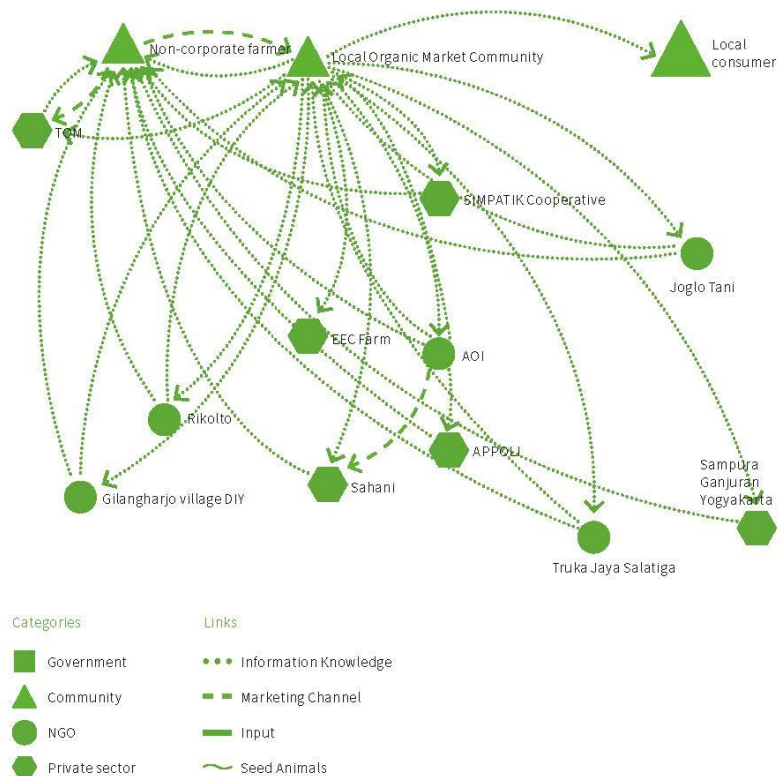 Non-corporate farmer
Local Organic Market Community
Local
consumer
TOM
SIMPATIK Cooperative
Joglo Tani
EEC Farm
AOI
Rikolto
APPOLI
Sampura
Ganjuran
Yogyakarta
Sahani
Gilangharjo village DIY
Truka Jaya Salatiga
Categories
Links
Government
Information Knowledge
Community
Marketing Channel
NGO
Input
Private sector
Seed Animals